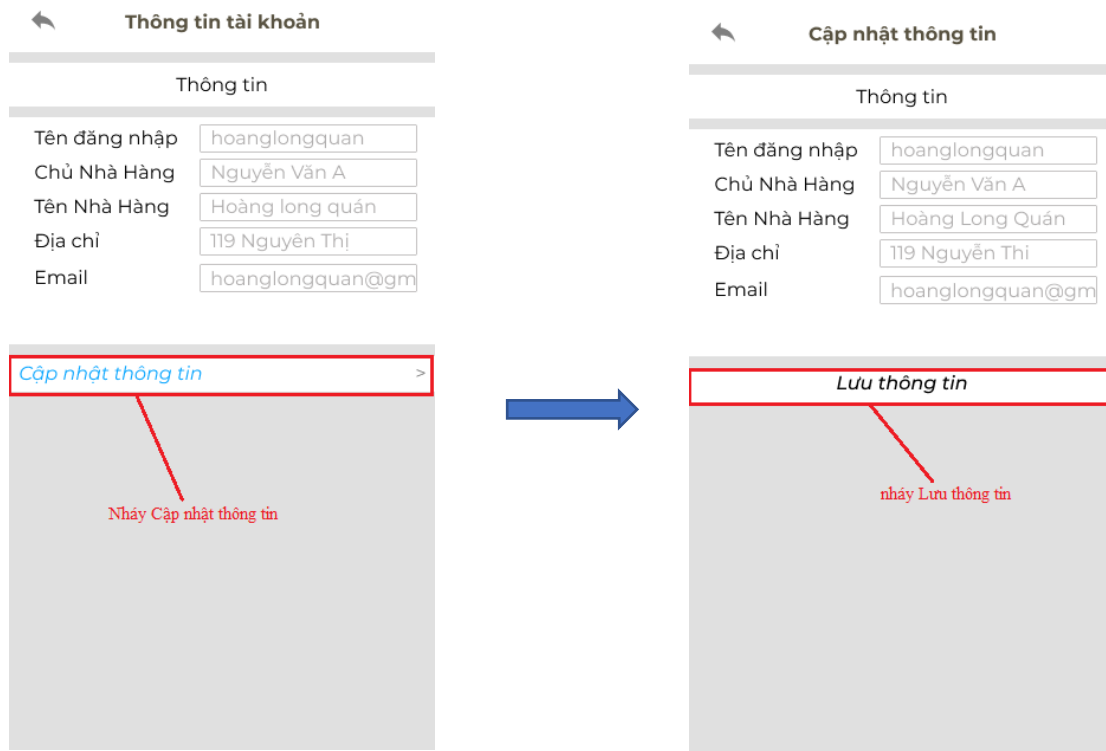 Thông tin tài khoản
Thông tin
Tên đăng nhập hoanglongquan
Chủ Nhà Hàng Nguyễn Văn A
Tên Nhà Hàng Hoàng long quán
Địa chỉ 119 Nguyên Thị
Email hoanglongquan@gm
Cập nhật thông tin >
Nháy Cập nhật thông tin
Cập nhật thông tin
Thông tin
Tên đăng nhập hoanglongquan
Chủ Nhà Hàng Nguyễn Văn A
Tên Nhà Hàng Hoàng Long Quán
Địa chỉ 119 Nguyễn Thi
Email hoanglongquan@gm
Lưu thông tin
nháy Lưu thông tin